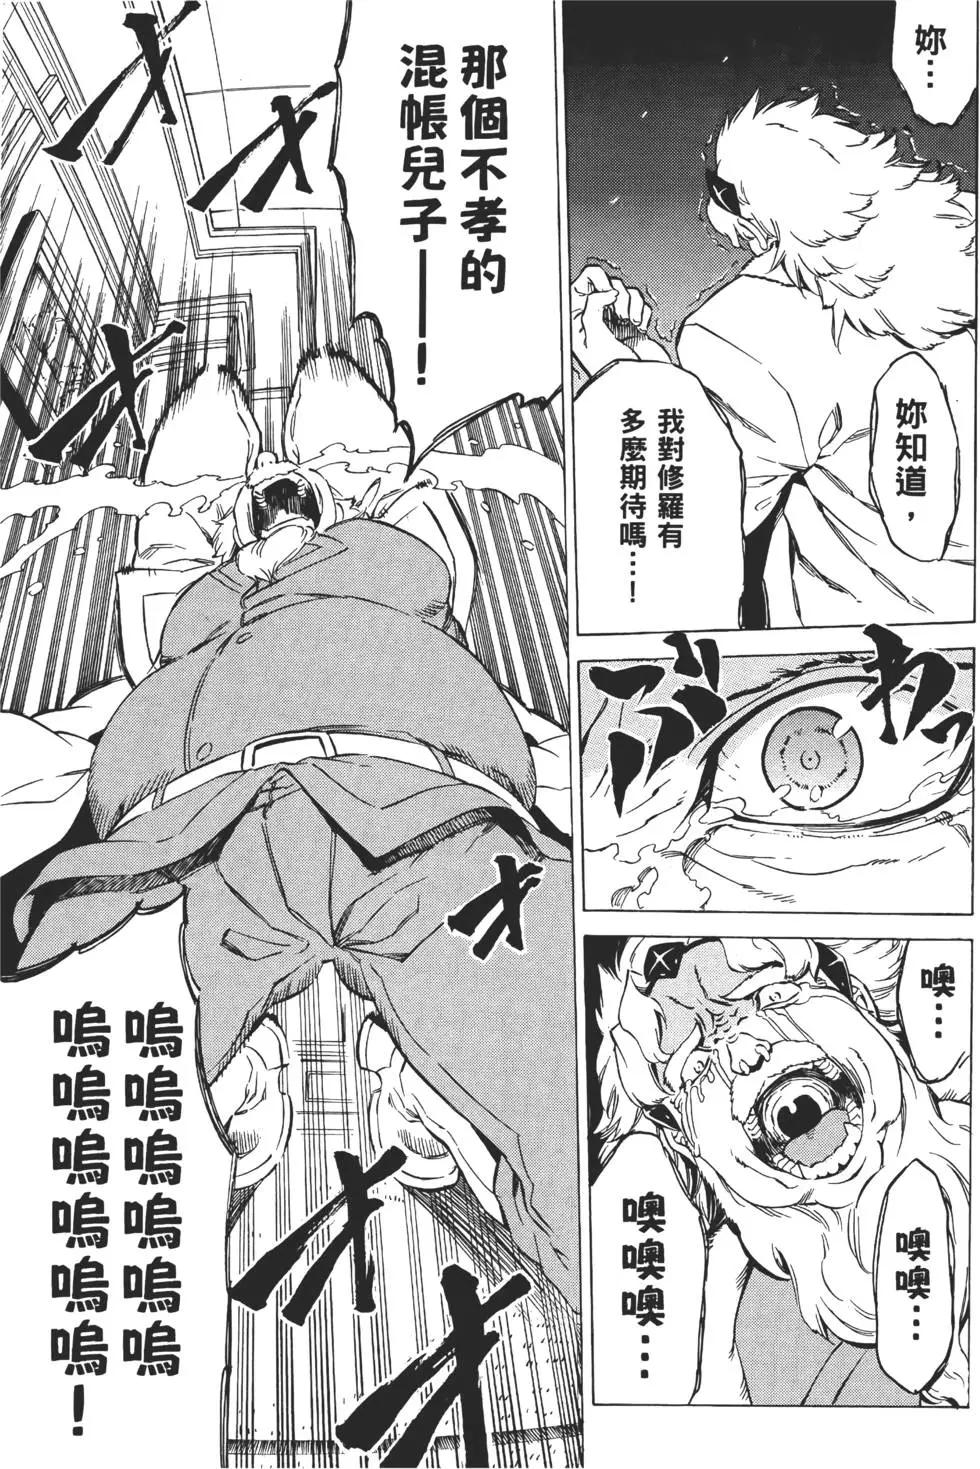 妳…
妳知道，
我對修羅有
多麼期待嗎…！
わっ
ブ
噢…
噢噢…
噢噢噢…
那個不孝的
混帳兒子——！
オ
オ
オ
オ
オ
オ
嗚嗚嗚嗚嗚嗚
嗚嗚嗚嗚嗚嗚！